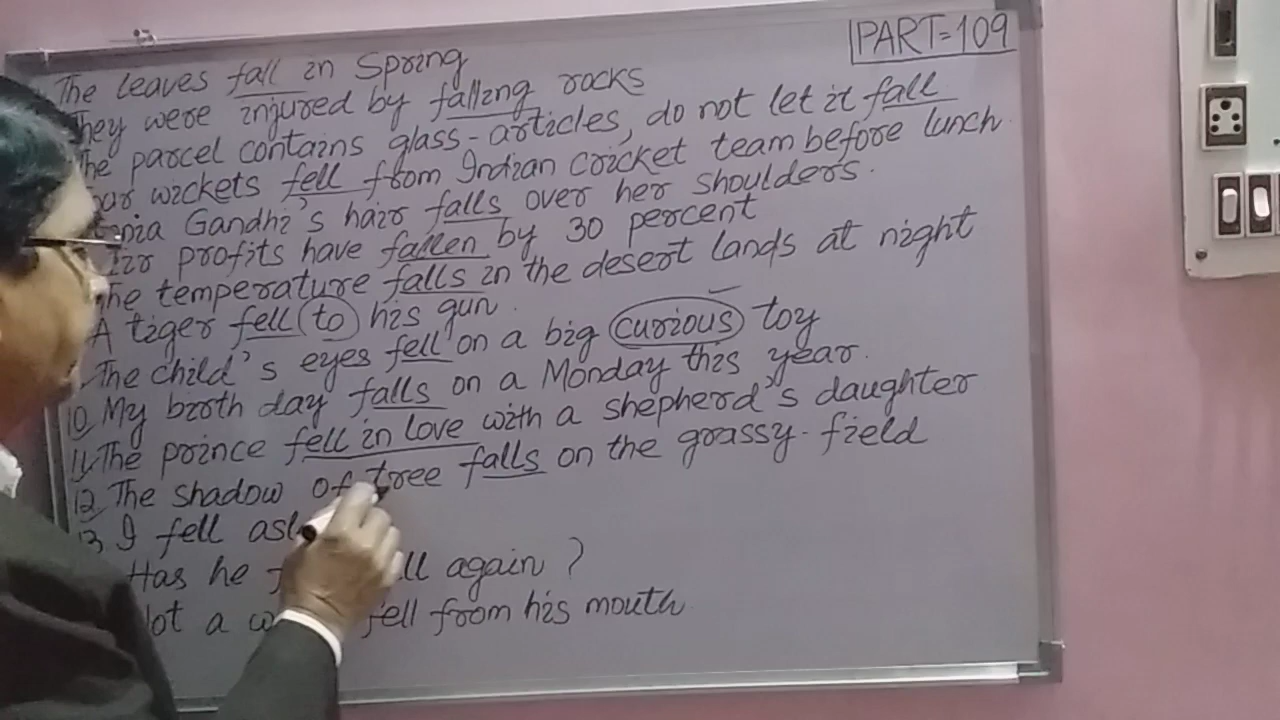 PART=109
The leaves fall in Spring
They were injured by falling rocks
The parcel contains glass-articles, do not let it fall
wickets fell from Indian cricket team before lunch.
Gandhi's hair falls over her shoulders.
profits have fallen by 30 percent
The temperature falls in the desert lands at night
A tiger fell to his gun.
The child's eyes fell on a big curious toy
10, My birth day falls on a Monday this year.
11, The prince fell in love with a shepherd's daughter
12, The shadow of tree falls on the grassy-field
13, I fell
Has he again ?
a fell from his mouth